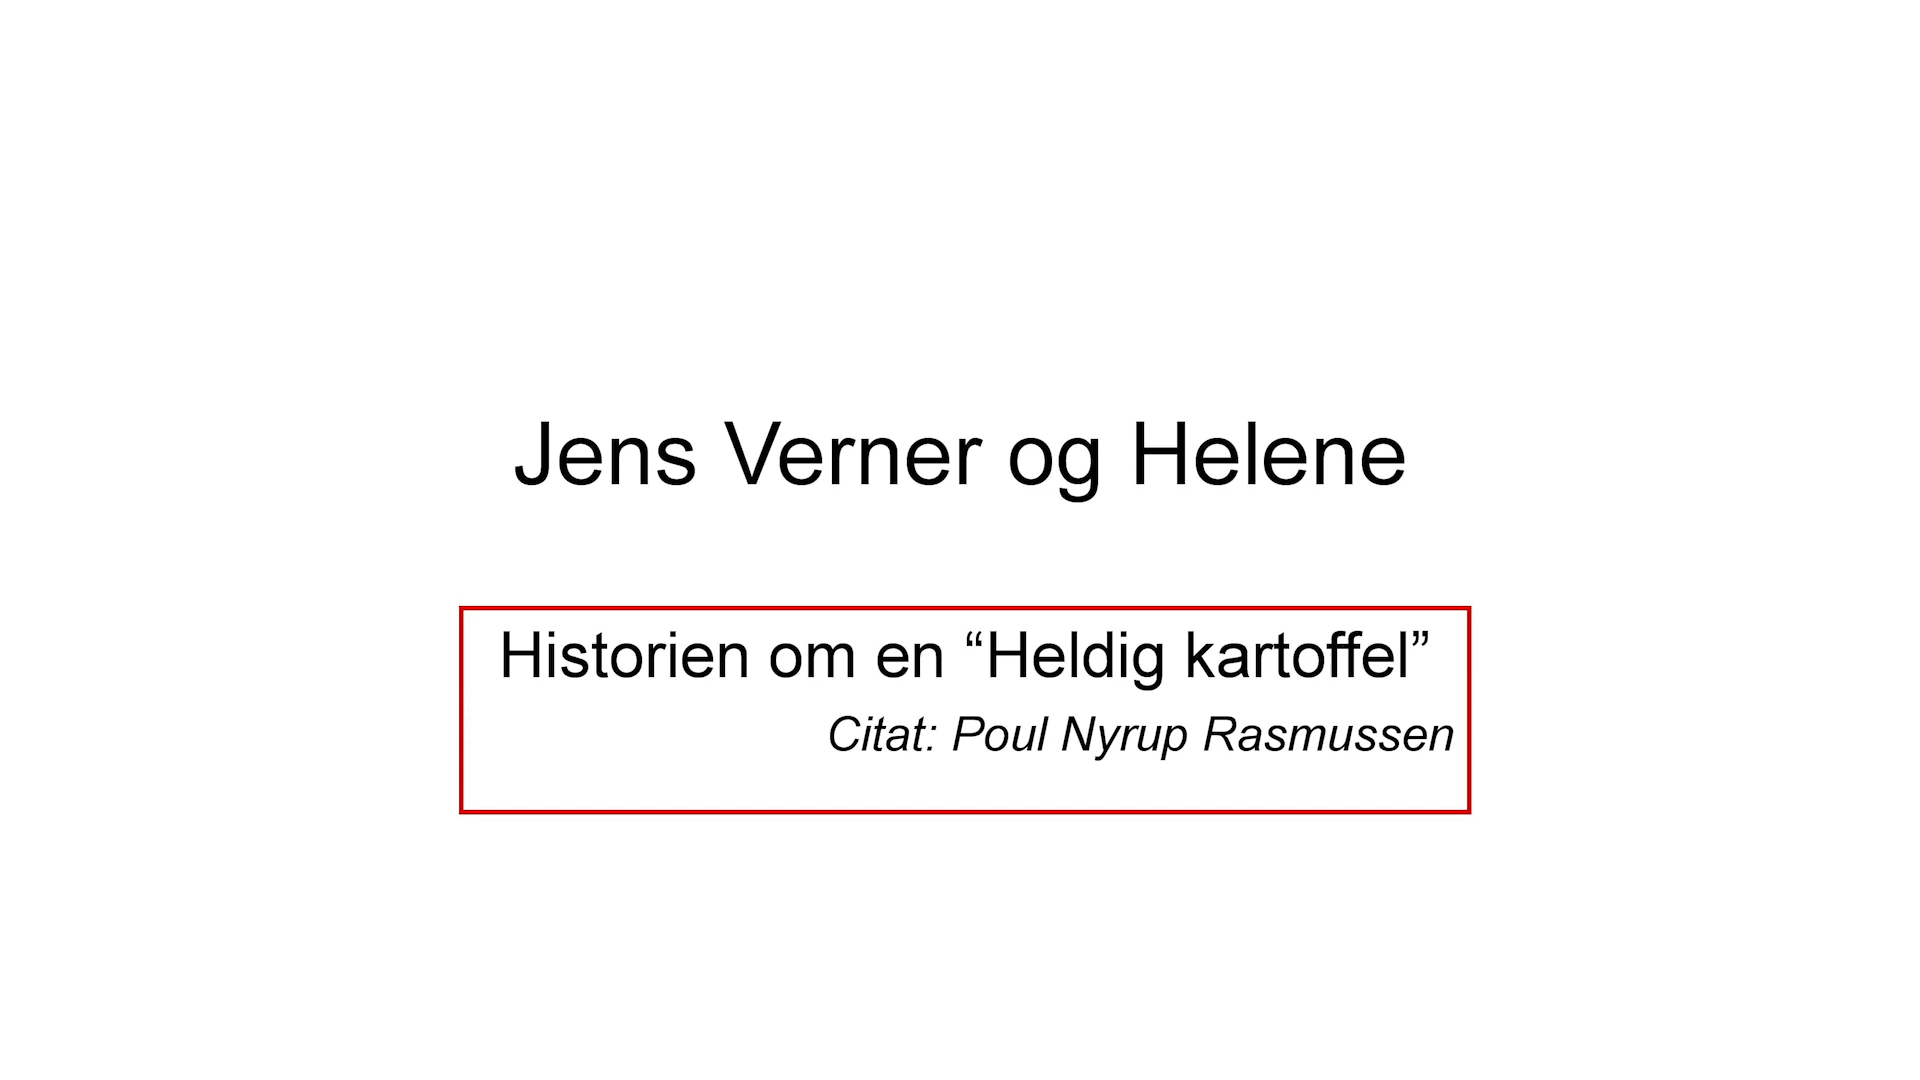 Jens Verner og Helene
Historien om en “Heldig kartoffel”
Citat: Poul Nyrup Rasmussen